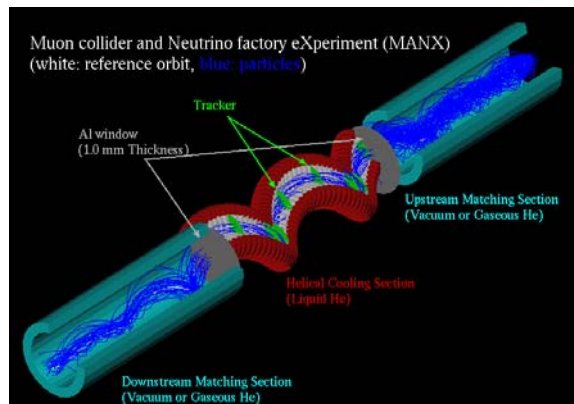 Muon collider and Neutrino factory eXperiment (MANX)
(white: reference orbit, blue: particles)
Tracker
Al window
(1.0 mm Thickness)
Upstream Matching Section
(Vacuum or Gaseous He)
Helical Cooling Section
(Liquid He)
Downstream Matching Section
(Vacuum or Gaseous He)